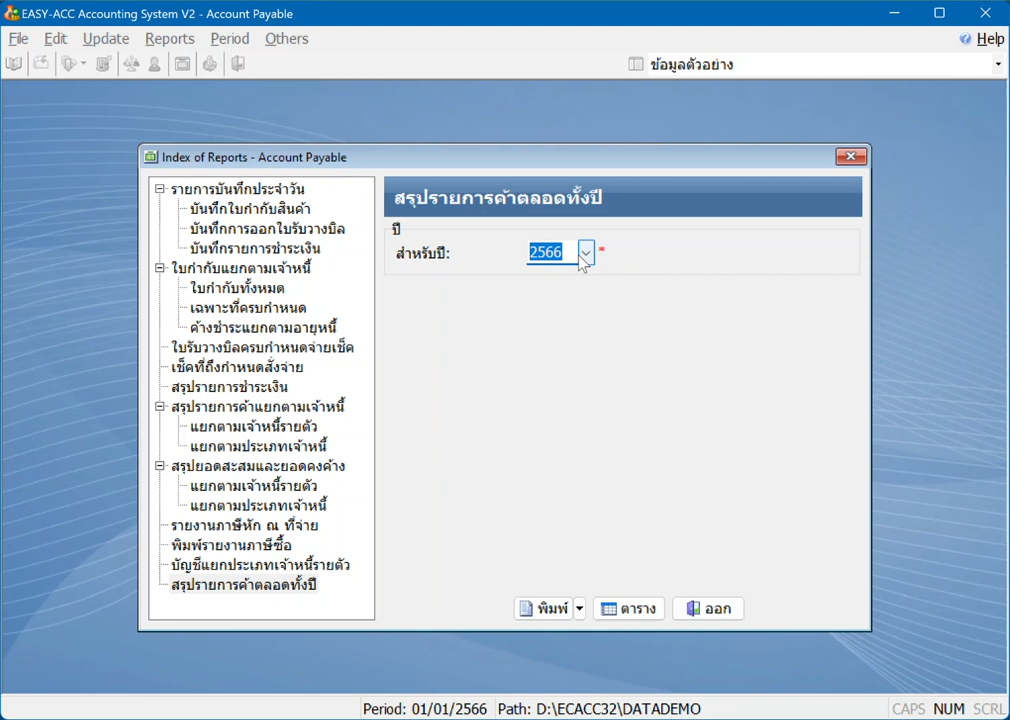 EASY-ACC Accounting System V2 - Account Payable
File Edit Update Reports Period Others Help
ข้อมูลตัวอย่าง
Index of Reports - Account Payable
รายการบันทึกประจำวัน
บันทึกใบกำกับสินค้า
บันทึกการออกใบรับวางบิล
บันทึกรายการชำระเงิน
ใบกำกับแยกตามเจ้าหนี้
ใบกำกับทั้งหมด
เฉพาะที่ครบกำหนด
ค้างชำระแยกตามอายุหนี้
ใบรับวางบิลครบกำหนดจ่ายเช็ค
เช็คที่ถึงกำหนดสั่งจ่าย
สรุปรายการชำระเงิน
สรุปรายการค้าแยกตามเจ้าหนี้
แยกตามเจ้าหนี้รายตัว
แยกตามประเภทเจ้าหนี้
สรุปยอดสะสมและยอดคงค้าง
แยกตามเจ้าหนี้รายตัว
แยกตามประเภทเจ้าหนี้
รายงานภาษีหัก ณ ที่จ่าย
พิมพ์รายงานภาษีซื้อ
บัญชีแยกประเภทเจ้าหนี้รายตัว
สรุปรายการค้าตลอดทั้งปี
สรุปรายการค้าตลอดทั้งปี
ปี
สำหรับปี: 2566 *
พิมพ์ ตาราง ออก
Period: 01/01/2566 Path: D:\ECACC32\DATADEMO CAPS NUM SCRL